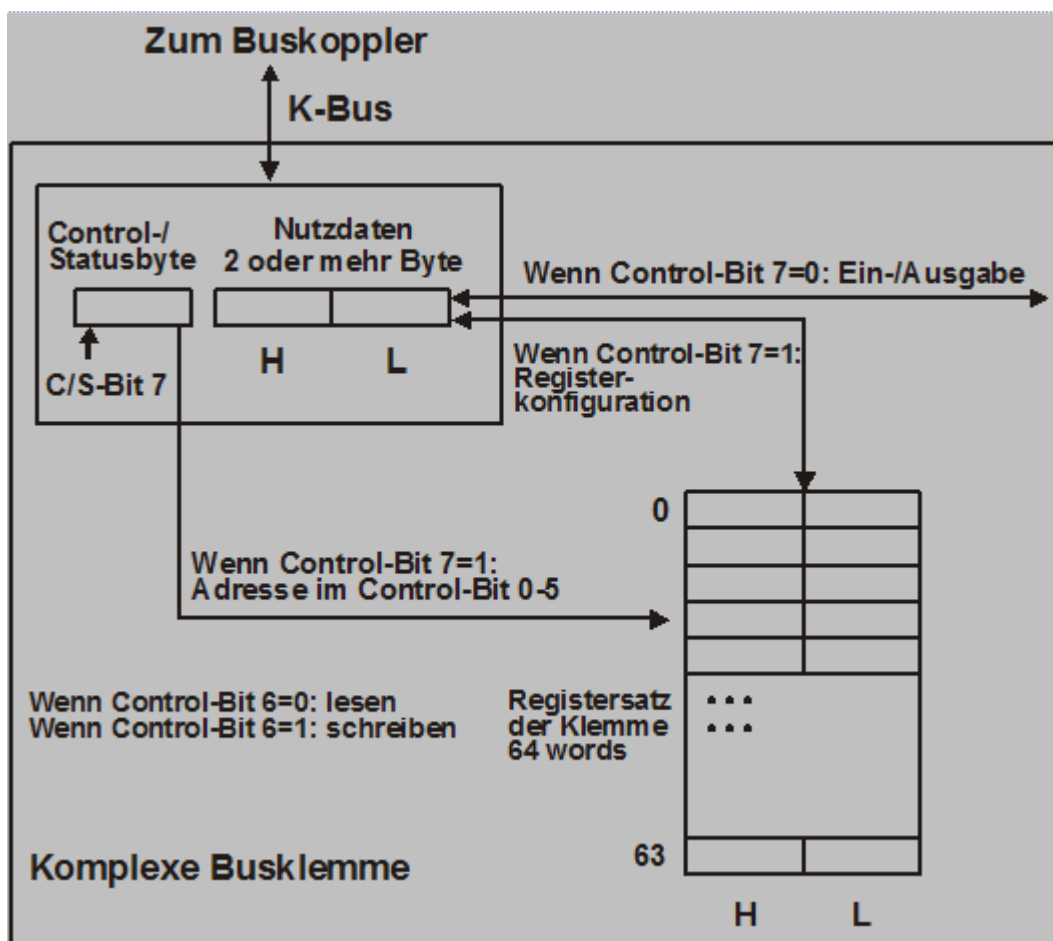 Zum Buskoppler
K-Bus
Control-/
Statusbyte
Nutzdaten
2 oder mehr Byte
H
L
C/S-Bit 7
Wenn Control-Bit 7=0: Ein-/Ausgabe
Wenn Control-Bit 7=1:
Register-
konfiguration
Wenn Control-Bit 7=1:
Adresse im Control-Bit 0-5
0
Wenn Control-Bit 6=0: lesen
Wenn Control-Bit 6=1: schreiben
Registersatz
der Klemme
64 words
63
H
L
Komplexe Busklemme